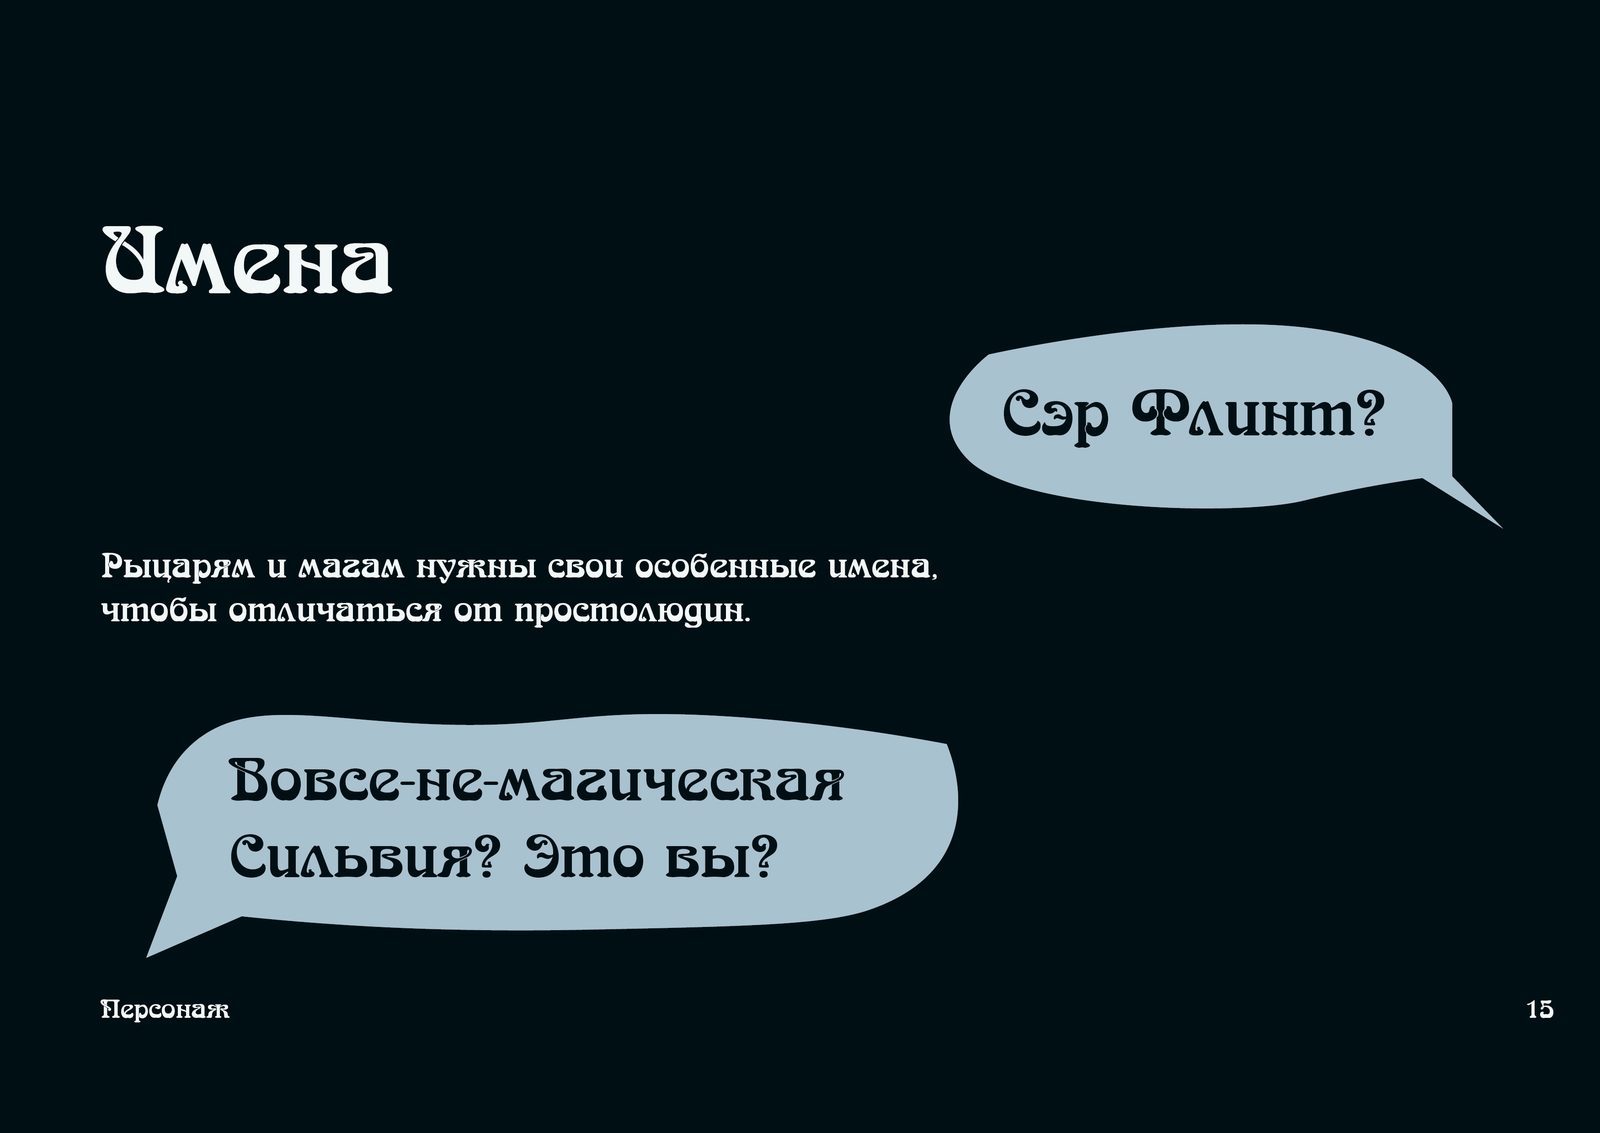 Имена
Сэр Флинт?
Рыцарям и магам нужны свои особенные имена,
чтобы отличаться от простолюдин.
Вовсе-не-магическая
Сильвия? Это вы?
Персонаж
15